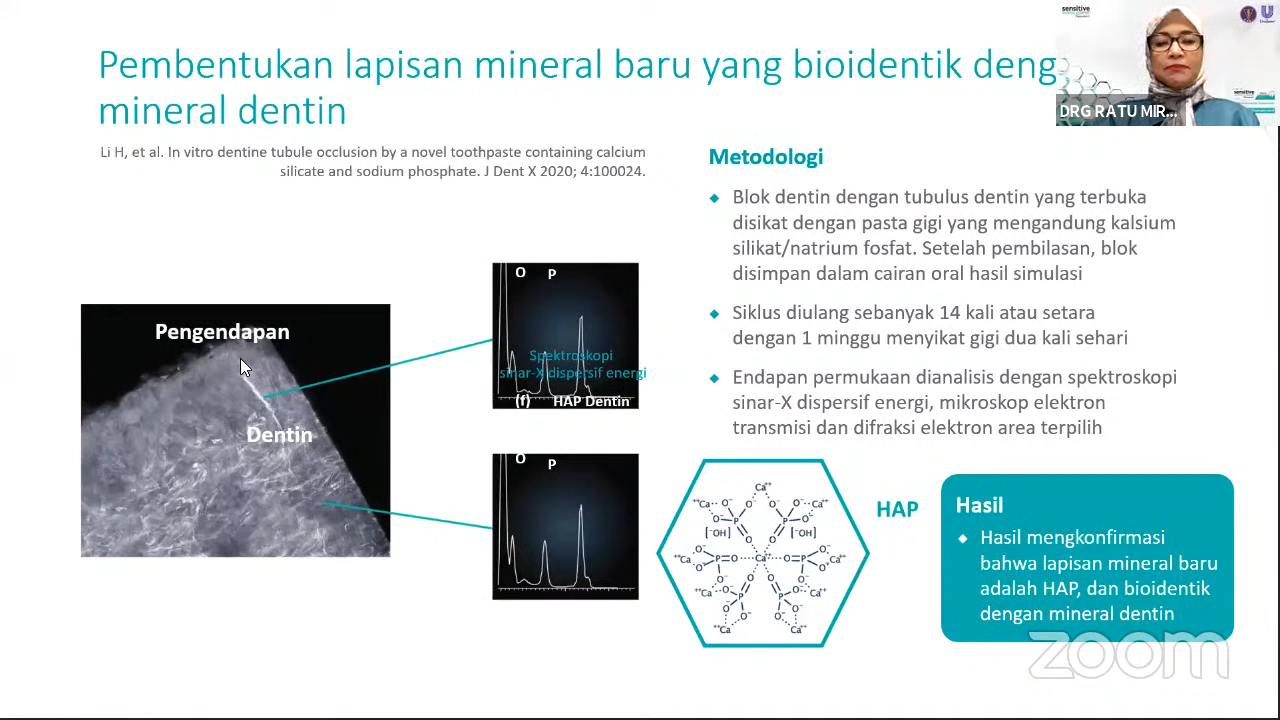 Pembentukan lapisan mineral baru yang bioidentik deng
mineral dentin
Li H, et al. In vitro dentine tubule occlusion by a novel toothpaste containing calcium
silicate and sodium phosphate. J Dent X 2020; 4:100024.
Pengendapan
Dentin
O P
Spektroskopi
sinar-X dispersif energi
(f) HAP Dentin
O P
Metodologi
Blok dentin dengan tubulus dentin yang terbuka
disikat dengan pasta gigi yang mengandung kalsium
silikat/natrium fosfat. Setelah pembilasan, blok
disimpan dalam cairan oral hasil simulasi
Siklus diulang sebanyak 14 kali atau setara
dengan 1 minggu menyikat gigi dua kali sehari
Endapan permukaan dianalisis dengan spektroskopi
sinar-X dispersif energi, mikroskop elektron
transmisi dan difraksi elektron area terpilih
HAP
Hasil
Hasil mengkonfirmasi
bahwa lapisan mineral baru
adalah HAP, dan bioidentik
dengan mineral dentin
sensitive
sensitive
DRG RATU MIR...
zoom